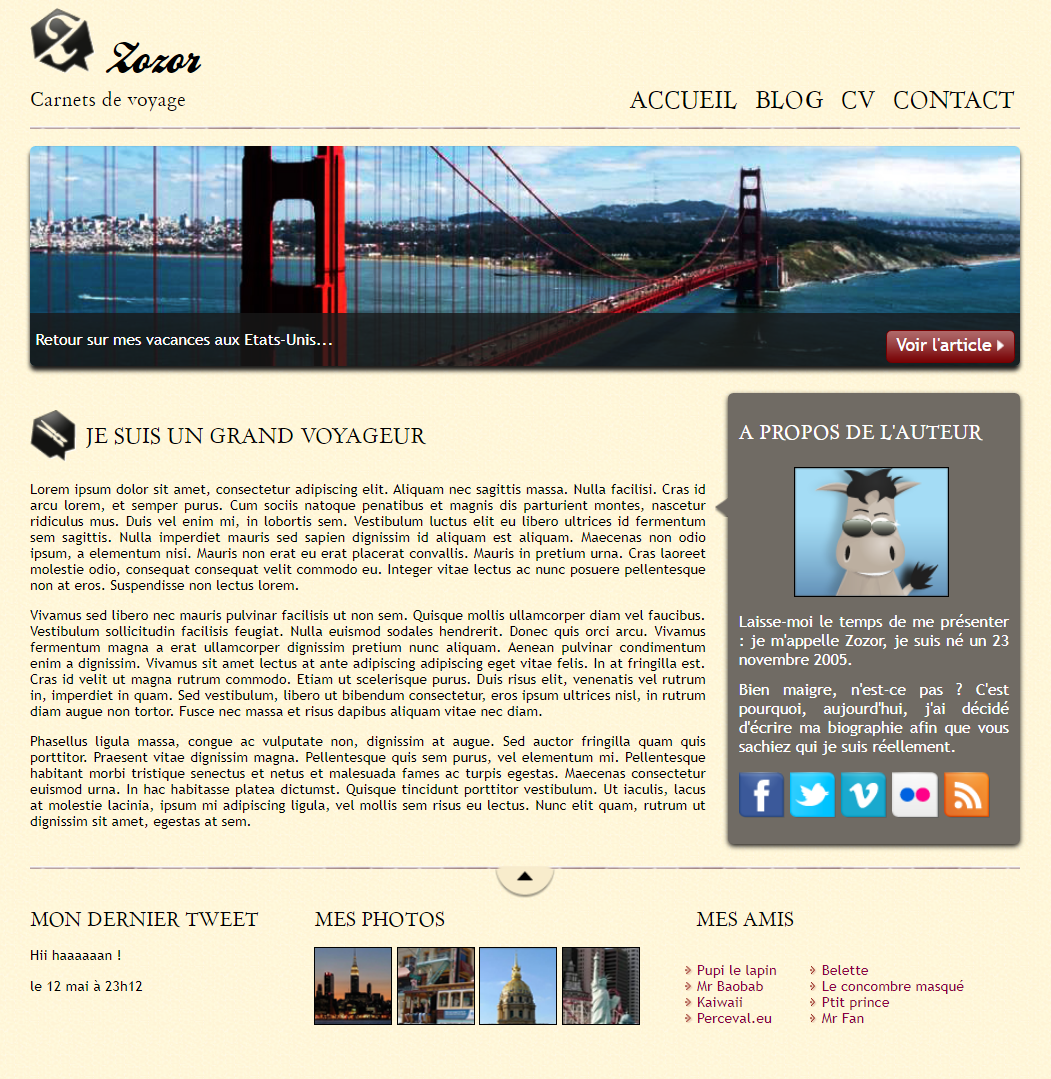 Zozor
Carnets de voyage
ACCUEIL BLOG CV CONTACT
Retour sur mes vacances aux Etats-Unis...
Voir l'article
JE SUIS UN GRAND VOYAGEUR
Lorem ipsum dolor sit amet, consectetur adipiscing elit. Aliquam nec sagittis massa. Nulla facilisi. Cras id
arcu lorem, et semper purus. Cum sociis natoque penatibus et magnis dis parturient montes, nascetur
ridiculus mus. Duis vel enim mi, in lobortis sem. Vestibulum luctus elit eu libero ultrices id fermentum
sem sagittis. Nulla imperdiet mauris sed sapien dignissim id aliquam est aliquam. Maecenas non odio
ipsum, a elementum nisi. Mauris non erat eu erat placerat convallis. Mauris in pretium urna. Cras laoreet
molestie odio, consequat consequat velit commodo eu. Integer vitae lectus ac nunc posuere pellentesque
non at eros. Suspendisse non lectus lorem.
Vivamus sed libero nec mauris pulvinar facilisis ut non sem. Quisque mollis ullamcorper diam vel faucibus.
Vestibulum sollicitudin facilisis feugiat. Nulla euismod sodales hendrerit. Donec quis orci arcu. Vivamus
fermentum magna a erat ullamcorper dignissim pretium nunc aliquam. Aenean pulvinar condimentum
enim a dignissim. Vivamus sit amet lectus at ante adipiscing adipiscing eget vitae felis. In at fringilla est.
Cras id velit ut magna rutrum commodo. Etiam ut scelerisque purus. Duis risus elit, venenatis vel rutrum
in, imperdiet in quam. Sed vestibulum, libero ut bibendum consectetur, eros ipsum ultrices nisl, in rutrum
diam augue non tortor. Fusce nec massa et risus dapibus aliquam vitae nec diam.
Phasellus ligula massa, congue ac vulputate non, dignissim at augue. Sed auctor fringilla quam quis
porttitor. Praesent vitae dignissim magna. Pellentesque quis sem purus, vel elementum mi. Pellentesque
habitant morbi tristique senectus et netus et malesuada fames ac turpis egestas. Maecenas consectetur
euismod urna. In hac habitasse platea dictumst. Quisque tincidunt porttitor vestibulum. Ut iaculis, lacus
at molestie lacinia, ipsum mi adipiscing ligula, vel mollis sem risus eu lectus. Nunc elit quam, rutrum ut
dignissim sit amet, egestas at sem.
A PROPOS DE L'AUTEUR
Laisse-moi le temps de me présenter
: je m'appelle Zozor, je suis né un 23
novembre 2005.
Bien maigre, n'est-ce pas ? C'est
pourquoi, aujourd'hui, j'ai décidé
d'écrire ma biographie afin que vous
sachiez qui je suis réellement.
MON DERNIER TWEET
Hii haaaaaan !
le 12 mai à 23h12
MES PHOTOS
MES AMIS
Pupi le lapin
Mr Baobab
Kaiwaii
Perceval.eu
Belette
Le concombre masqué
Ptit prince
Mr Fan